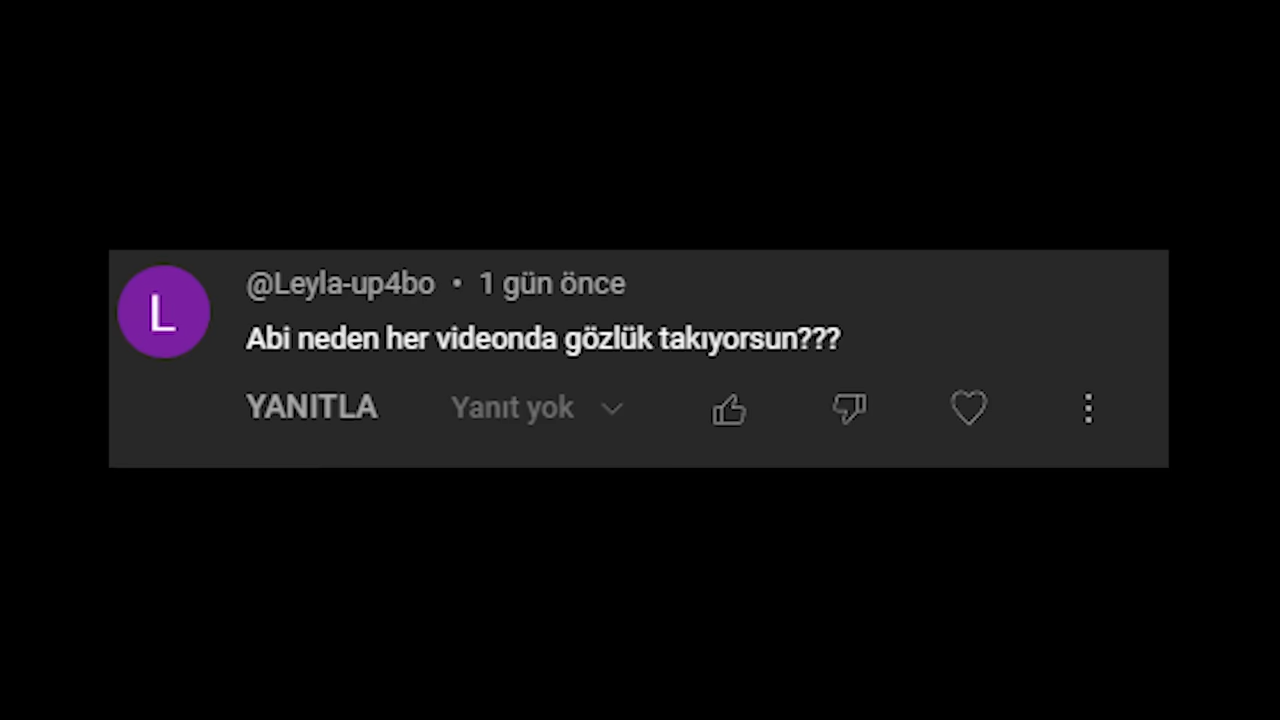 L
@Leyla-up4bo • 1 gün önce
Abi neden her videonda gözlük takıyorsun???
YANITLA Yanıt yok